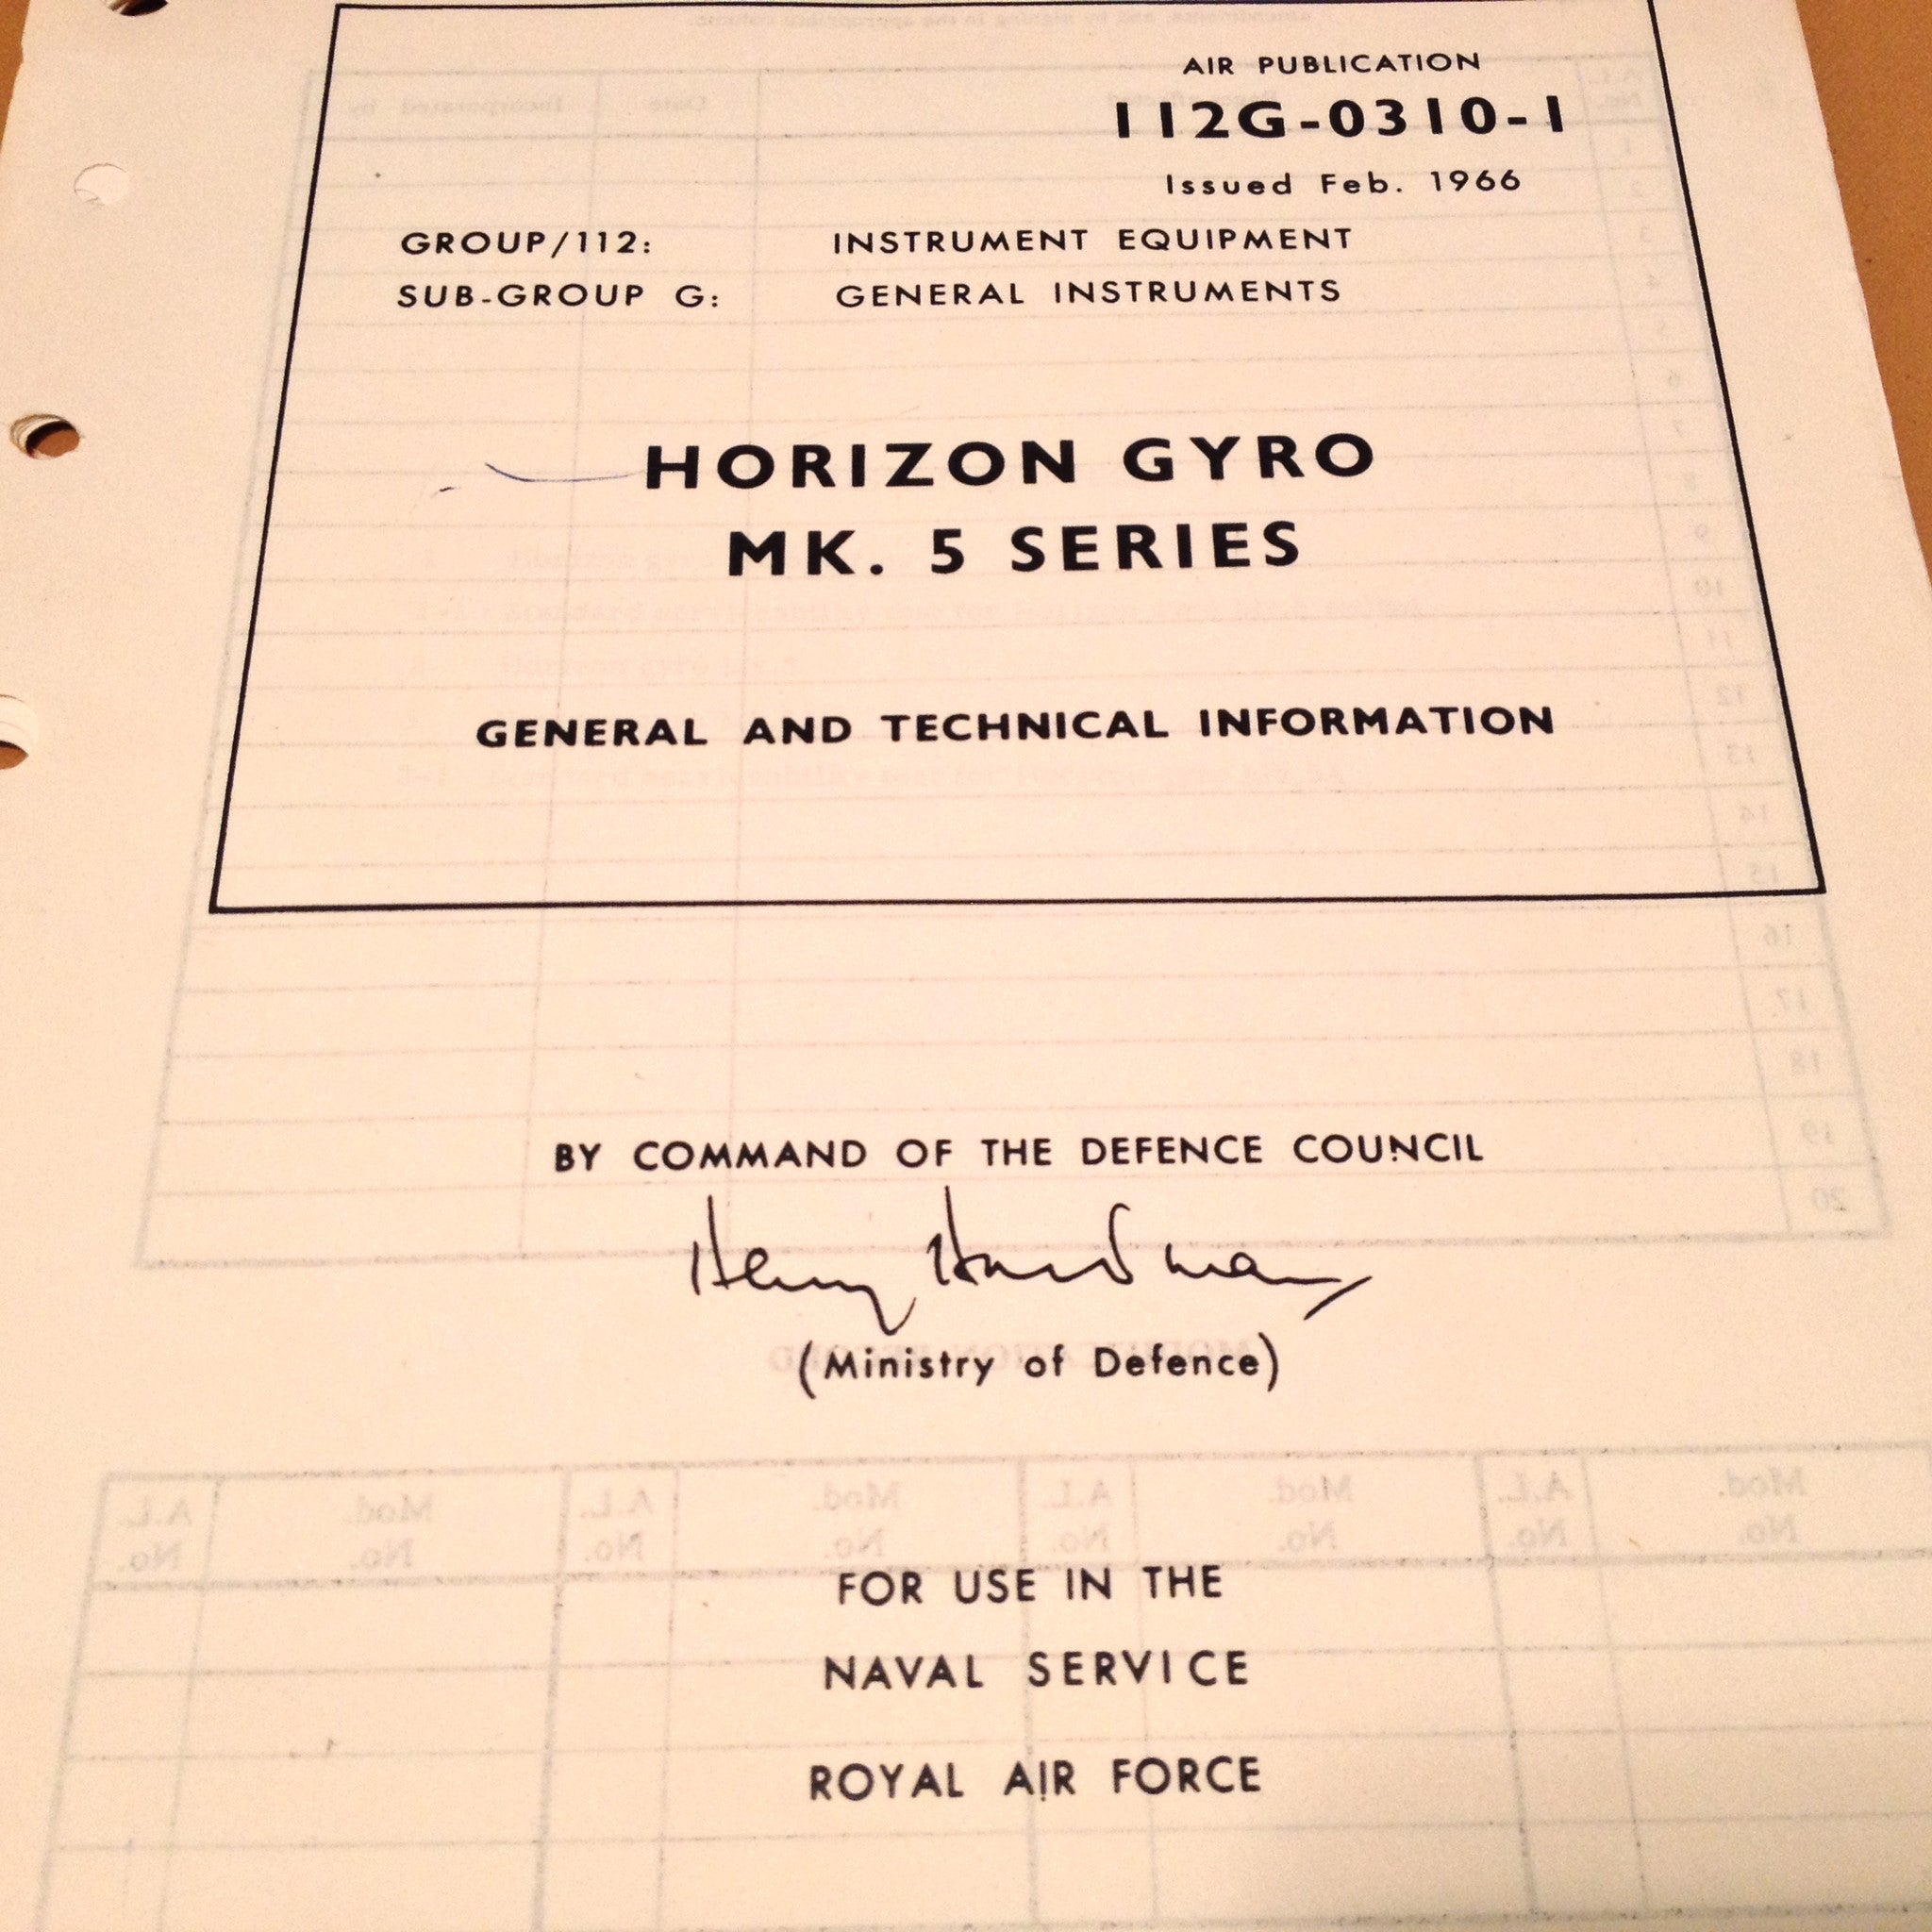 AIR PUBLICATION
112G-0310-1
Issued Feb. 1966
GROUP/112: INSTRUMENT EQUIPMENT
SUB-GROUP G: GENERAL INSTRUMENTS
HORIZON GYRO
MK. 5 SERIES
GENERAL AND TECHNICAL INFORMATION
BY COMMAND OF THE DEFENCE COUNCIL
Henry Hardman
(Ministry of Defence)
FOR USE IN THE
NAVAL SERVICE
ROYAL AIR FORCE